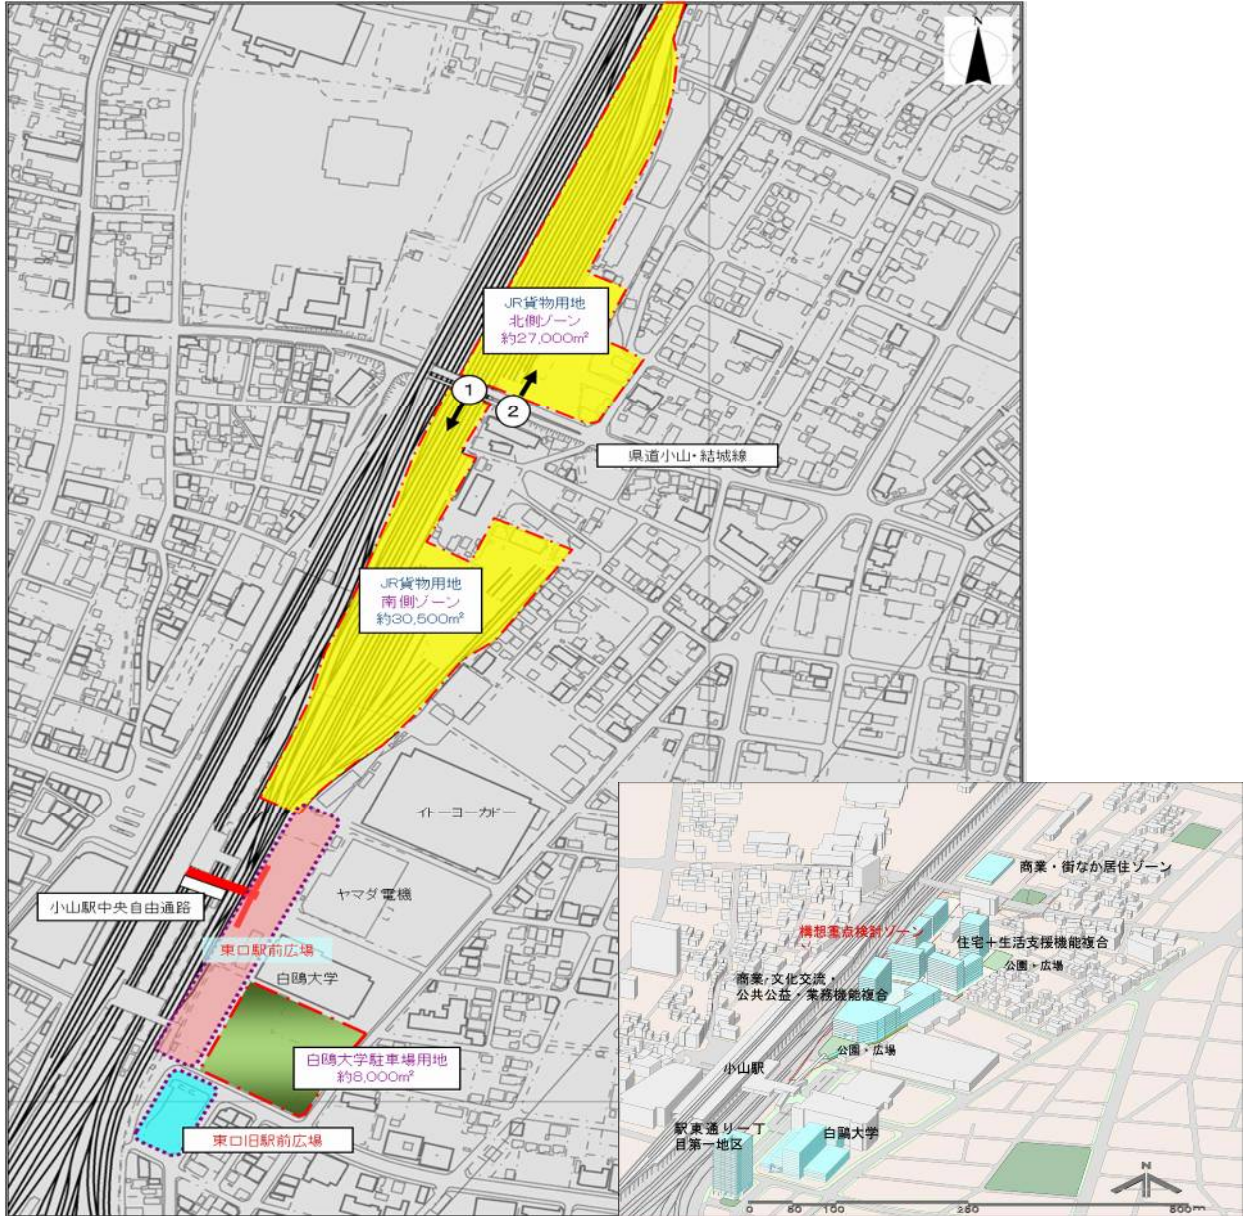 N
JR貨物用地
北側ゾーン
約27,000m²
1
2
県道小山・結城線
JR貨物用地
南側ゾーン
約30,500m²
イトーヨーカドー
ヤマダ電機
小山駅中央自由通路
東口駅前広場
白鴎大学
白鴎大学駐車場用地
約8,000m²
東口旧駅前広場
商業・街なか居住ゾーン
構想重点検討ゾーン
住宅＋生活支援機能複合
公園・広場
商業・文化交流・
公共公益・業務機能複合
公園・広場
小山駅
駅東通り一丁
目第一地区
白鴎大学
N
0 50 100 250 500m